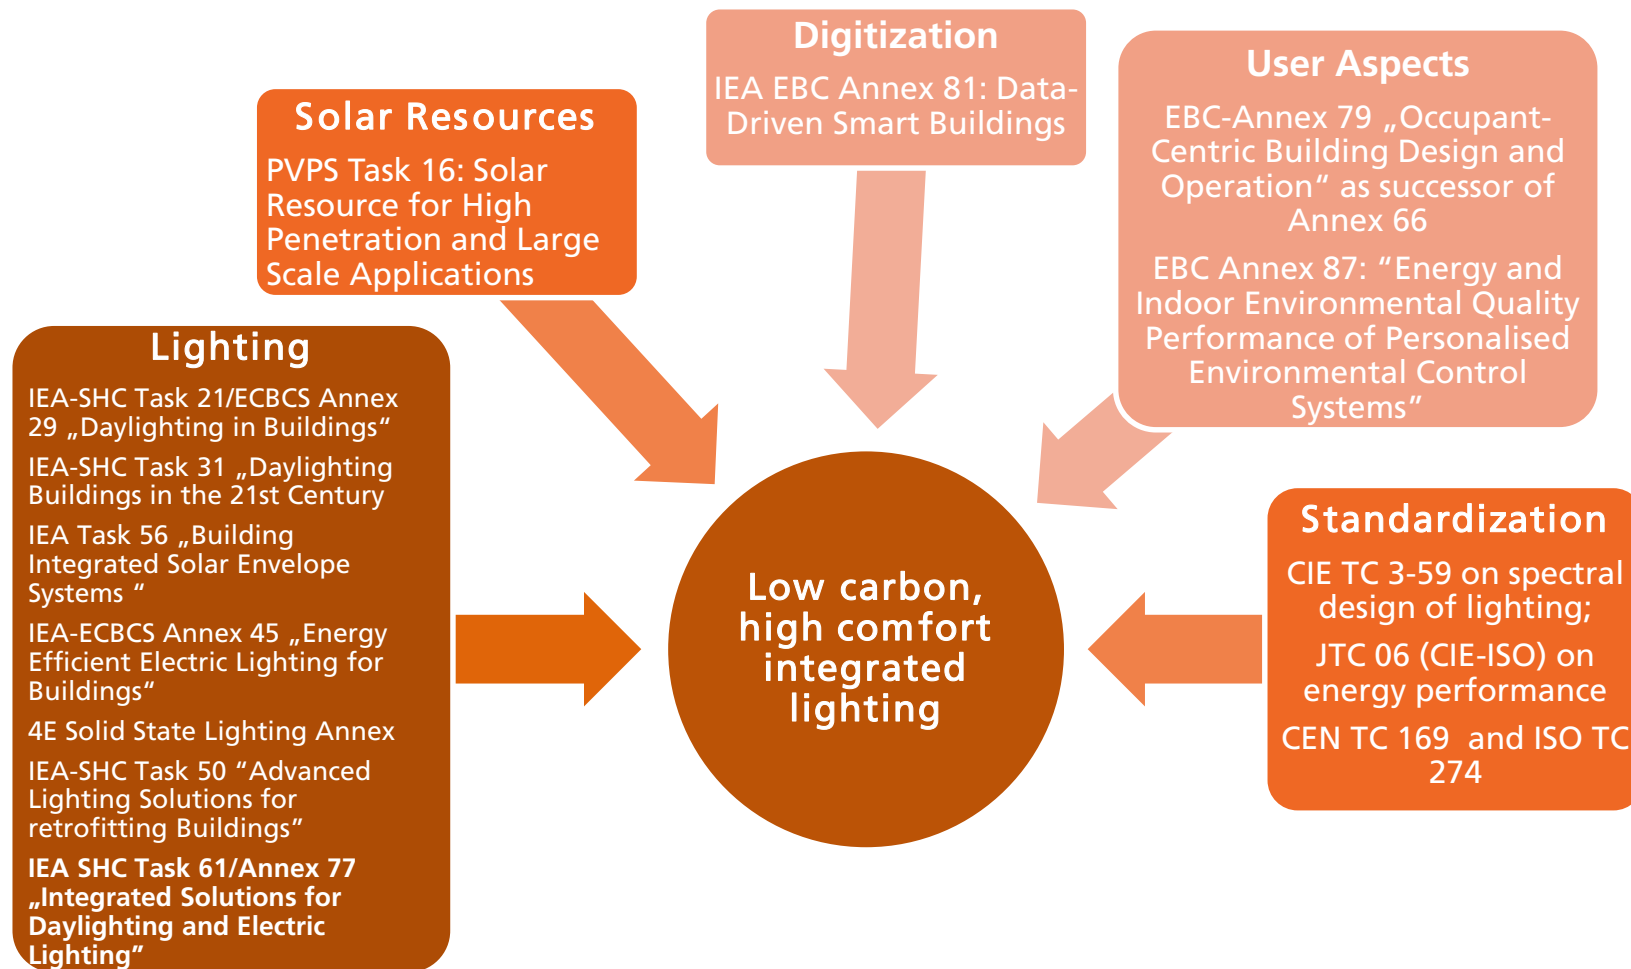 Digitization
IEA EBC Annex 81: Data-
Driven Smart Buildings
User Aspects
EBC-Annex 79 „Occupant-
Centric Building Design and
Operation“ as successor of
Annex 66
EBC Annex 87: “Energy and
Indoor Environmental Quality
Performance of Personalised
Environmental Control
Systems”
Solar Resources
PVPS Task 16: Solar
Resource for High
Penetration and Large
Scale Applications
Lighting
IEA-SHC Task 21/ECBCS Annex
29 „Daylighting in Buildings“
IEA-SHC Task 31 „Daylighting
Buildings in the 21st Century
IEA Task 56 „Building
Integrated Solar Envelope
Systems “
IEA-ECBCS Annex 45 „Energy
Efficient Electric Lighting for
Buildings“
4E Solid State Lighting Annex
IEA-SHC Task 50 “Advanced
Lighting Solutions for
retrofitting Buildings”
IEA SHC Task 61/Annex 77
„Integrated Solutions for
Daylighting and Electric
Lighting”
Low carbon,
high comfort
integrated
lighting
Standardization
CIE TC 3-59 on spectral
design of lighting;
JTC 06 (CIE-ISO) on
energy performance
CEN TC 169  and ISO TC
274